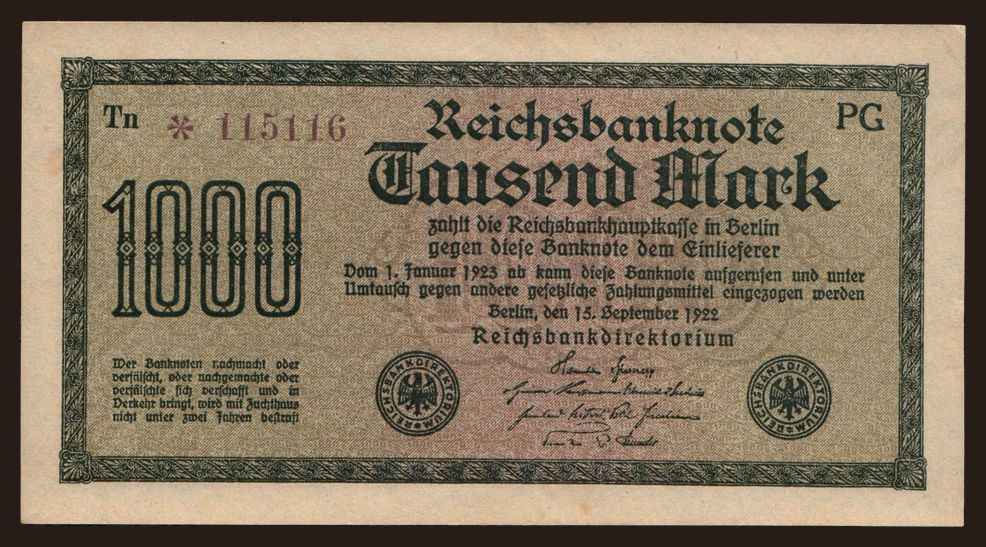 Tn * 115116
PG
Reichsbanknote
Tausend Mark
1000
zahlt die Reichsbankhauptkasse in Berlin
gegen diese Banknote dem Einlieferer
Vom 1. Januar 1923 ab kann diese Banknote aufgerufen und unter
Umtausch gegen andere gesetzliche Zahlungsmittel eingezogen werden
Berlin, den 15. September 1922
Reichsbankdirektorium
Wer Banknoten nachmacht oder
verfälscht, oder nachgemachte oder
verfälschte sich verschafft und in
Verkehr bringt, wird mit Zuchthaus
nicht unter zwei Jahren bestraft
REICHSBANKDIREKTORIUM
REICHSBANKDIREKTORIUM